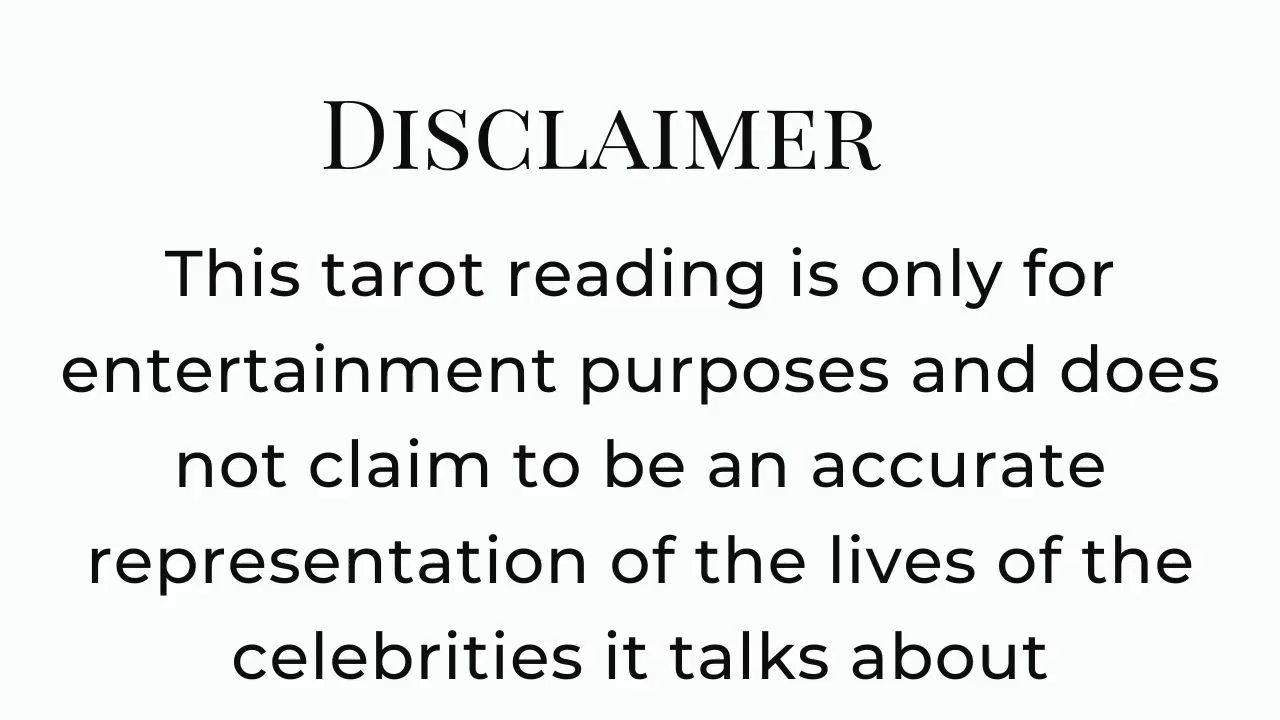 Disclaimer
This tarot reading is only for
entertainment purposes and does
not claim to be an accurate
representation of the lives of the
celebrities it talks about